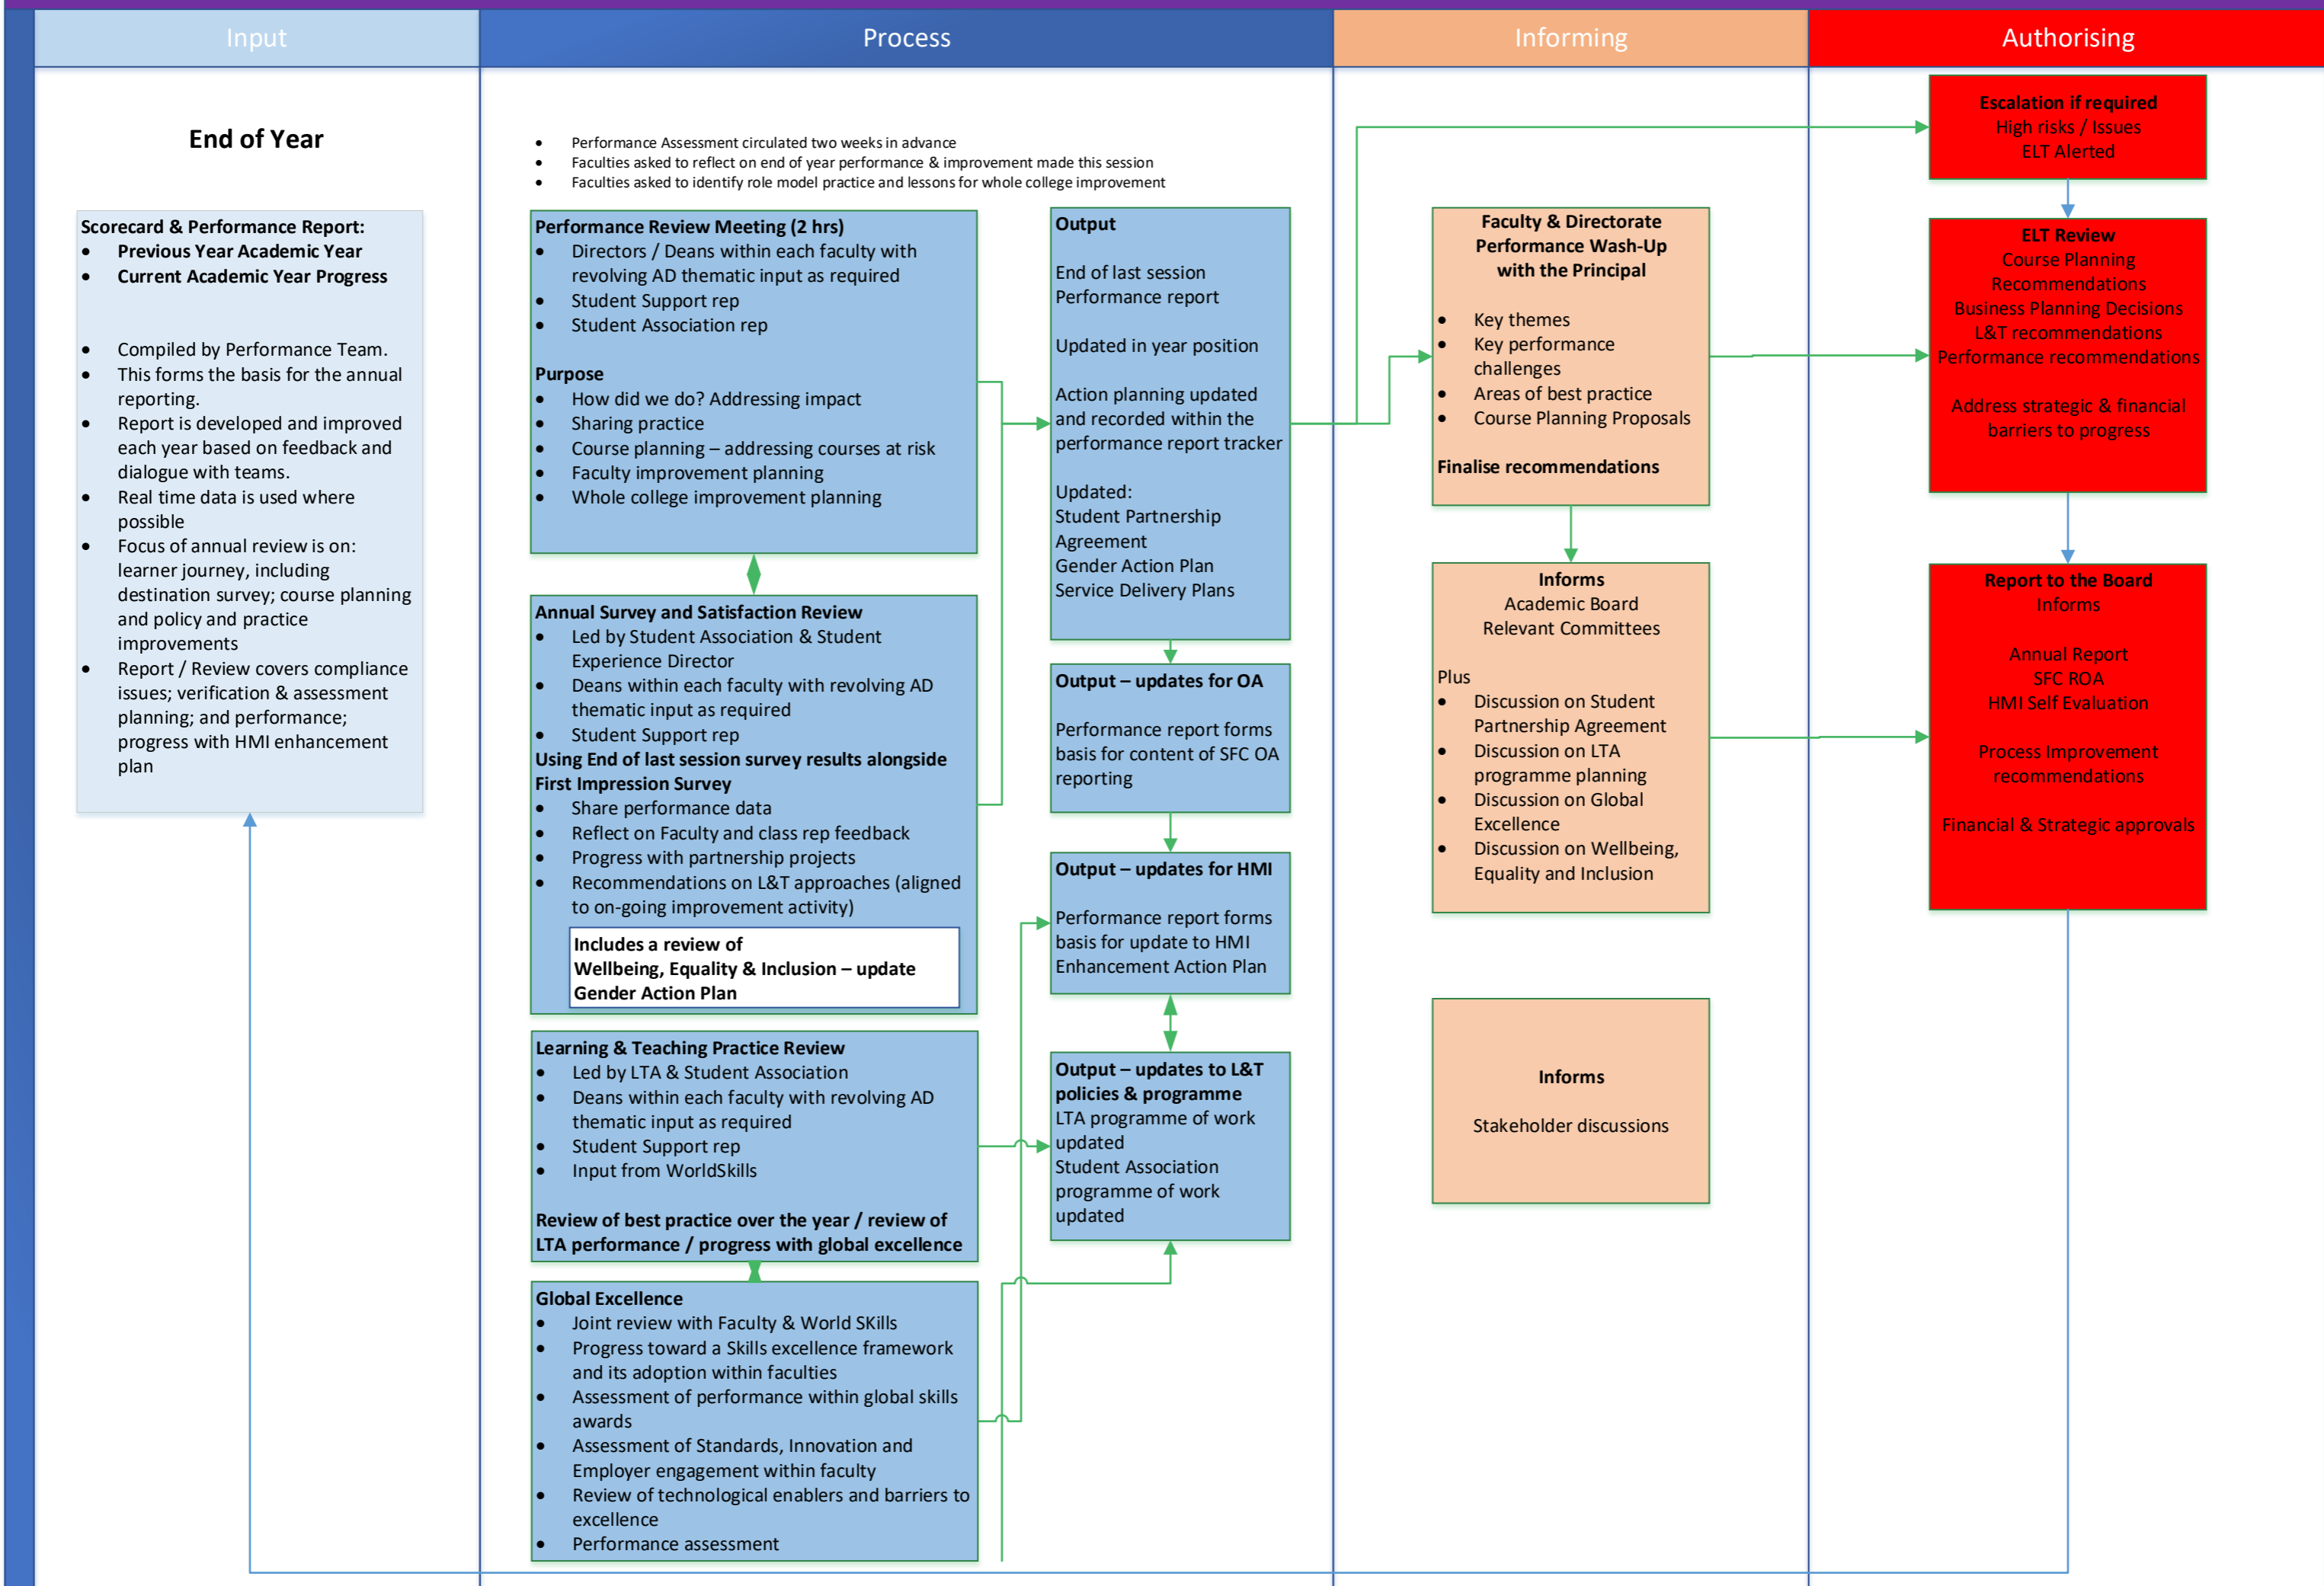 Input
Process
Informing
Authorising
End of Year
Scorecard & Performance Report:
• Previous Year Academic Year
• Current Academic Year Progress
• Compiled by Performance Team.
• This forms the basis for the annual
reporting.
• Report is developed and improved
each year based on feedback and
dialogue with teams.
• Real time data is used where
possible
• Focus of annual review is on:
learner journey, including
destination survey; course planning
and policy and practice
improvements
• Report / Review covers compliance
issues; verification & assessment
planning; and performance;
progress with HMI enhancement
plan
• Performance Assessment circulated two weeks in advance
• Faculties asked to reflect on end of year performance & improvement made this session
• Faculties asked to identify role model practice and lessons for whole college improvement
Performance Review Meeting (2 hrs)
• Directors / Deans within each faculty with
revolving AD thematic input as required
• Student Support rep
• Student Association rep
Purpose
• How did we do? Addressing impact
• Sharing practice
• Course planning – addressing courses at risk
• Faculty improvement planning
• Whole college improvement planning
Annual Survey and Satisfaction Review
• Led by Student Association & Student
Experience Director
• Deans within each faculty with revolving AD
thematic input as required
• Student Support rep
Using End of last session survey results alongside
First Impression Survey
• Share performance data
• Reflect on Faculty and class rep feedback
• Progress with partnership projects
• Recommendations on L&T approaches (aligned
to on-going improvement activity)
Includes a review of
Wellbeing, Equality & Inclusion – update
Gender Action Plan
Learning & Teaching Practice Review
• Led by LTA & Student Association
• Deans within each faculty with revolving AD
thematic input as required
• Student Support rep
• Input from WorldSkills
Review of best practice over the year / review of
LTA performance / progress with global excellence
Global Excellence
• Joint review with Faculty & World SKills
• Progress toward a Skills excellence framework
and its adoption within faculties
• Assessment of performance within global skills
awards
• Assessment of Standards, Innovation and
Employer engagement within faculty
• Review of technological enablers and barriers to
excellence
• Performance assessment
Output
End of last session
Performance report
Updated in year position
Action planning updated
and recorded within the
performance report tracker
Updated:
Student Partnership
Agreement
Gender Action Plan
Service Delivery Plans
Output – updates for OA
Performance report forms
basis for content of SFC OA
reporting
Output – updates for HMI
Performance report forms
basis for update to HMI
Enhancement Action Plan
Output – updates to L&T
policies & programme
LTA programme of work
updated
Student Association
programme of work
updated
Faculty & Directorate
Performance Wash-Up
with the Principal
• Key themes
• Key performance
challenges
• Areas of best practice
• Course Planning Proposals
Finalise recommendations
Informs
Academic Board
Relevant Committees
Plus
• Discussion on Student
Partnership Agreement
• Discussion on LTA
programme planning
• Discussion on Global
Excellence
• Discussion on Wellbeing,
Equality and Inclusion
Informs
Stakeholder discussions
Escalation if required
High risks / Issues
ELT Alerted
ELT Review
Course Planning
Recommendations
Business Planning Decisions
L&T recommendations
Performance recommendations
Address strategic & financial
barriers to progress
Report to the Board
Informs
Annual Report
SFC ROA
HMI Self Evaluation
Process Improvement
recommendations
Financial & Strategic approvals